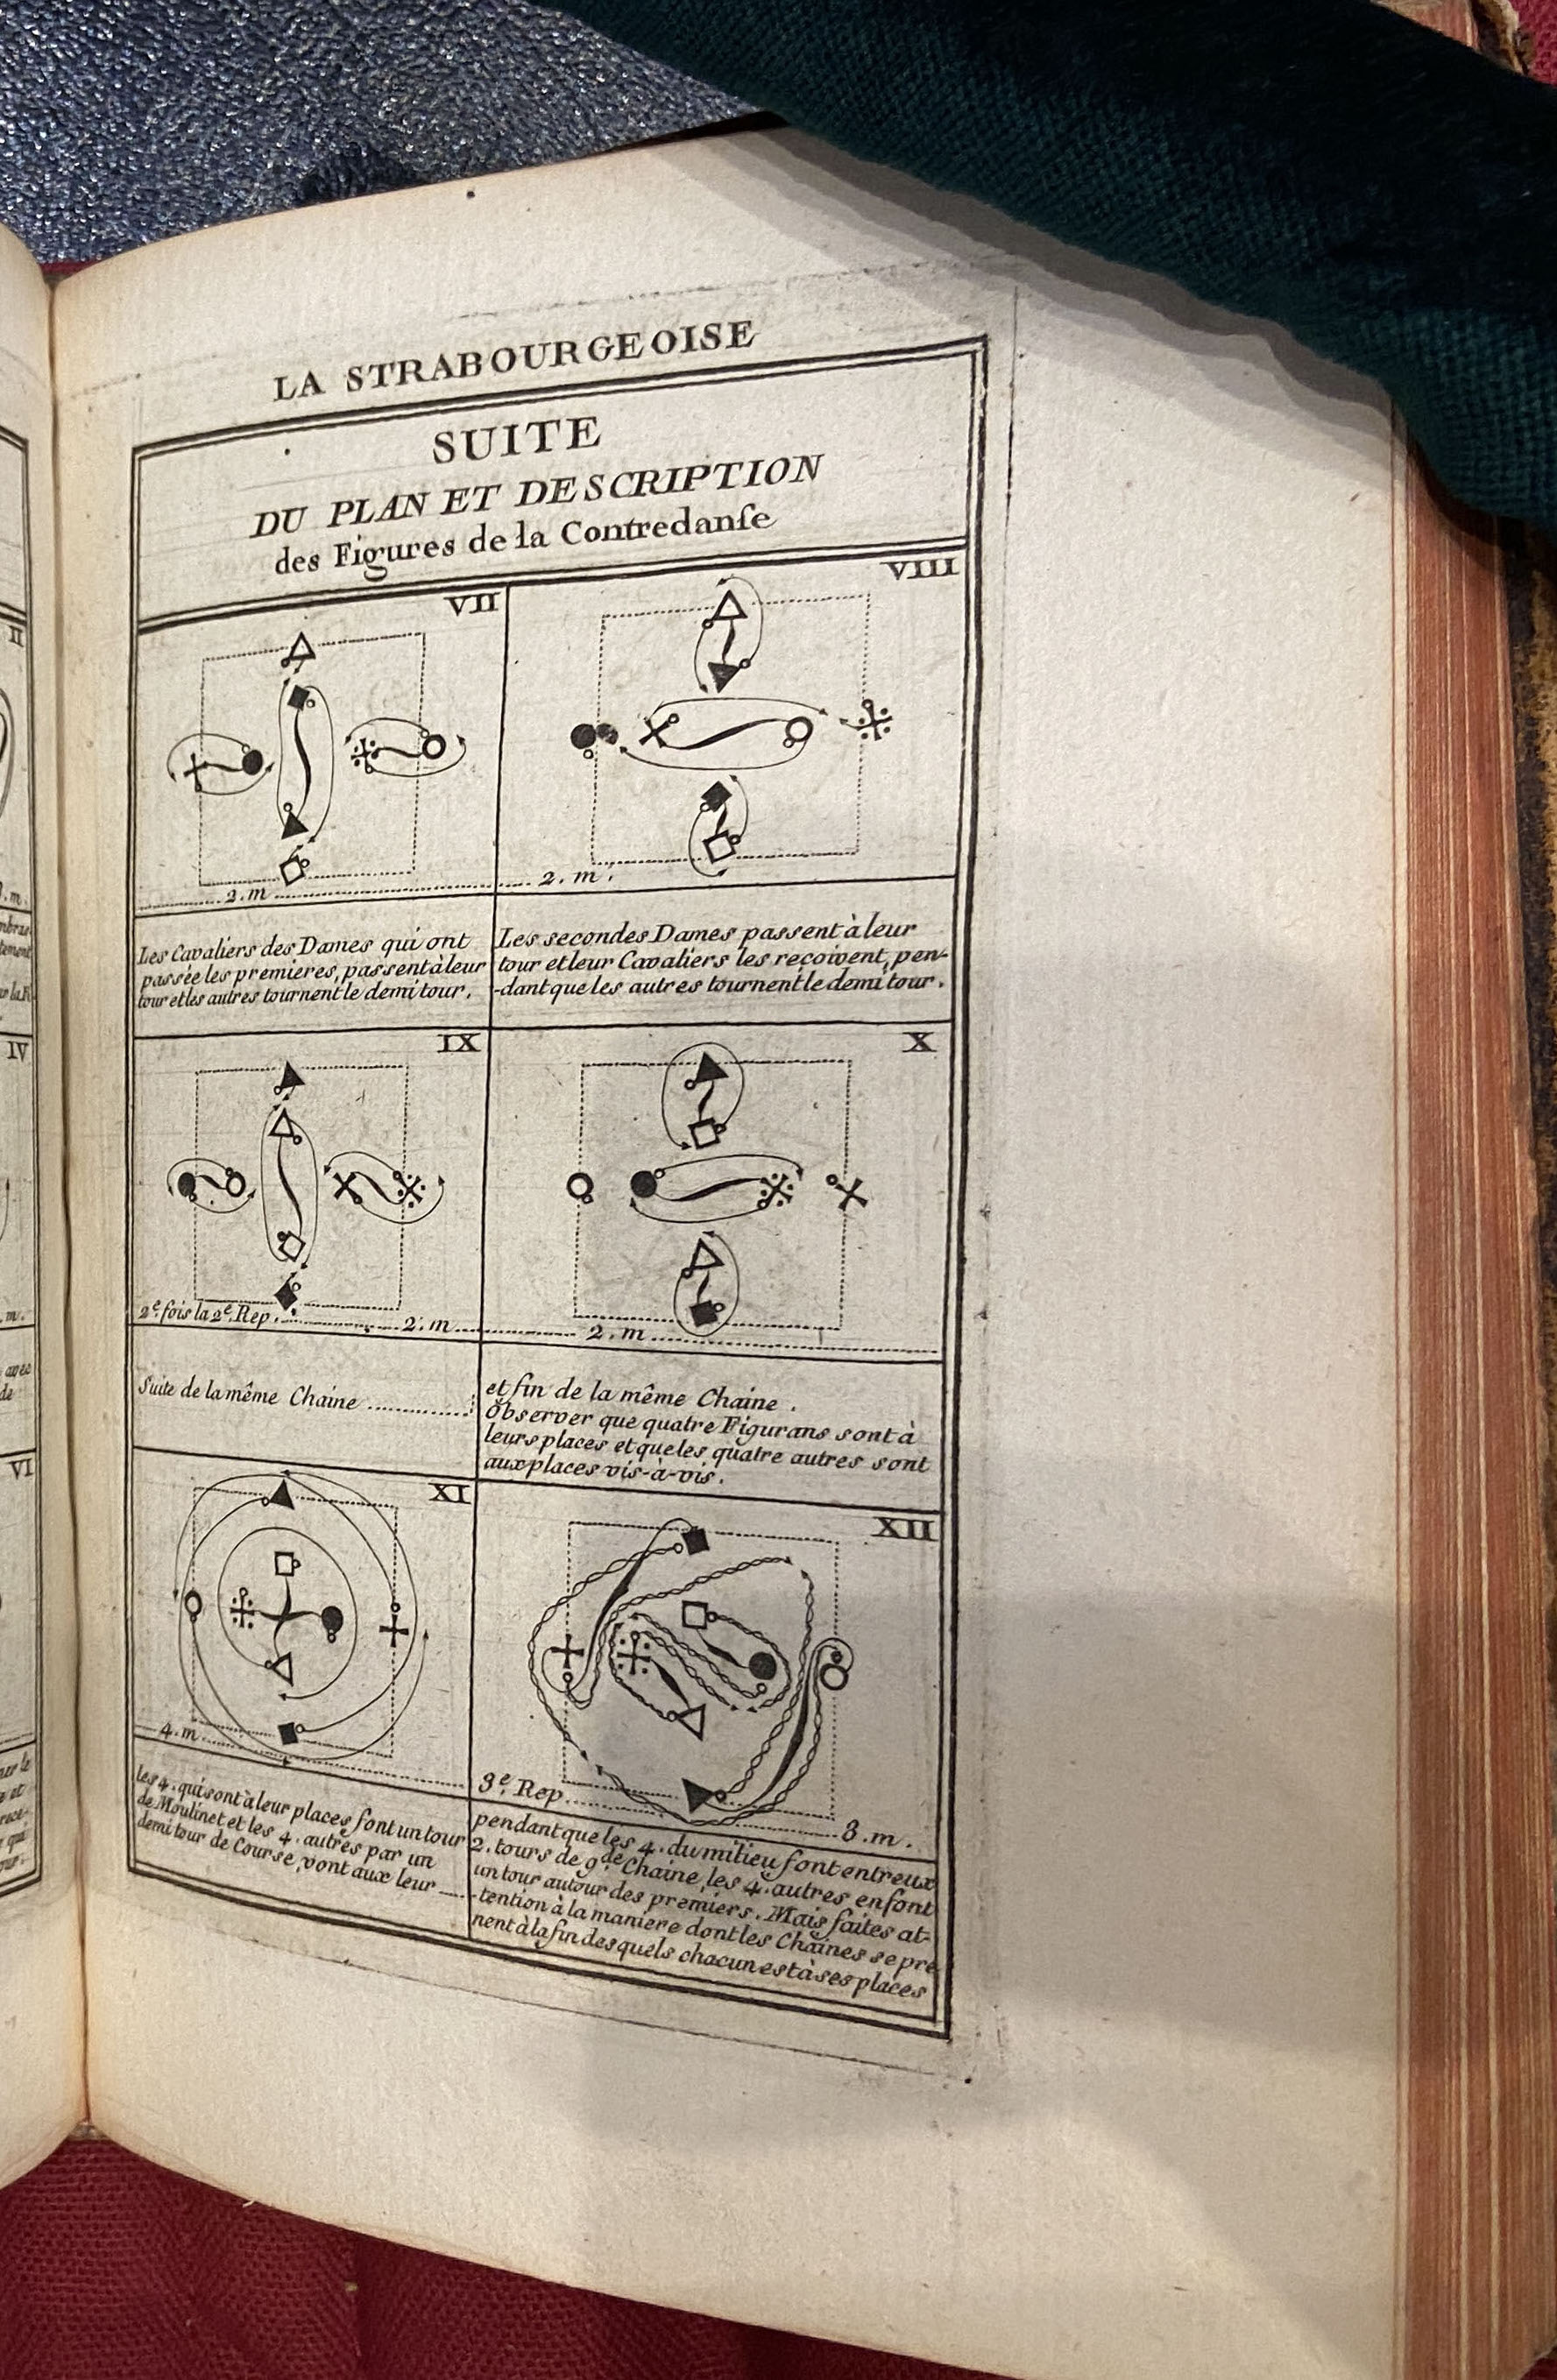 LA STRABOURGEOISE
SUITE
DU PLAN ET DESCRIPTION
des Figures de la Contredanſe
VII
2. m
Les Cavaliers des Dames qui ont
passée les premieres, passent à leur
tour et les autres tournent le demi tour.
VIII
2. m.
Les secondes Dames passent à leur
tour et leur Cavaliers les reçoivent, pen-
-dant que les autres tournent le demi tour.
IX
2e. fois la 2e. Rep. 2. m
Suite de la même Chaine
X
2. m
et fin de la même Chaine.
Observer que quatre Figurans sont à
leurs places et que les quatre autres sont
aux places vis-à-vis.
XI
4. m
les 4. qui sont à leur places font un tour
de Moulinet et les 4. autres par un
demi tour de Course, vont aux leur
XII
3e. Rep. 8. m.
pendant que les 4. du milieu font entreux
2. tours de gde Chaine, les 4. autres en font
un tour autour des premiers. Mais faites at-
-tention à la maniere dont les Chaines se pre
nent à la fin des quels chacun est à ses places
II
IV
VI